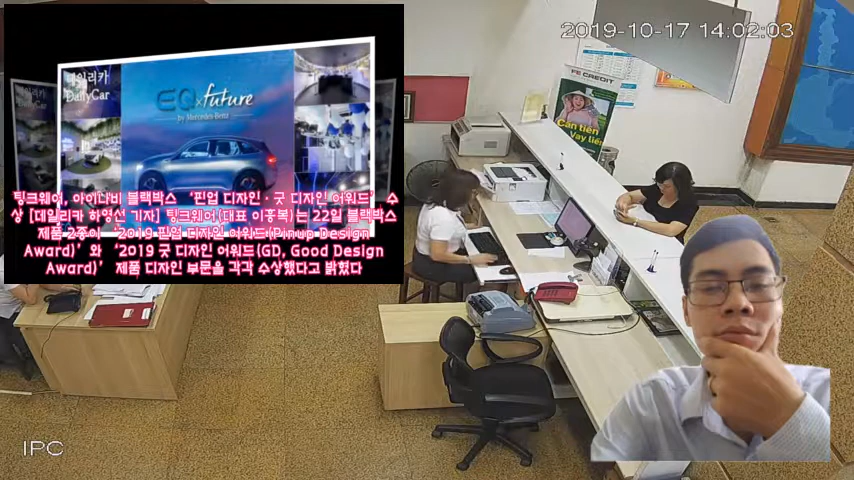 2019-10-17 14:02:03
데일리카
DailyCar
EQ x future
by Mercedes-Benz
팅크웨어, 아이나비 블랙박스 ‘핀업 디자인·굿 디자인 어워드’ 수
상 [데일리카 하영선 기자] 팅크웨어(대표 이흥복)는 22일 블랙박스
제품 2종이 ‘2019 핀업 디자인 어워드(Pinup Design
Award)’와 ‘2019 굿 디자인 어워드(GD, Good Design
Award)’ 제품 디자인 부문을 각각 수상했다고 밝혔다
FE CREDIT
Cần tiền
Vay liền
IPC